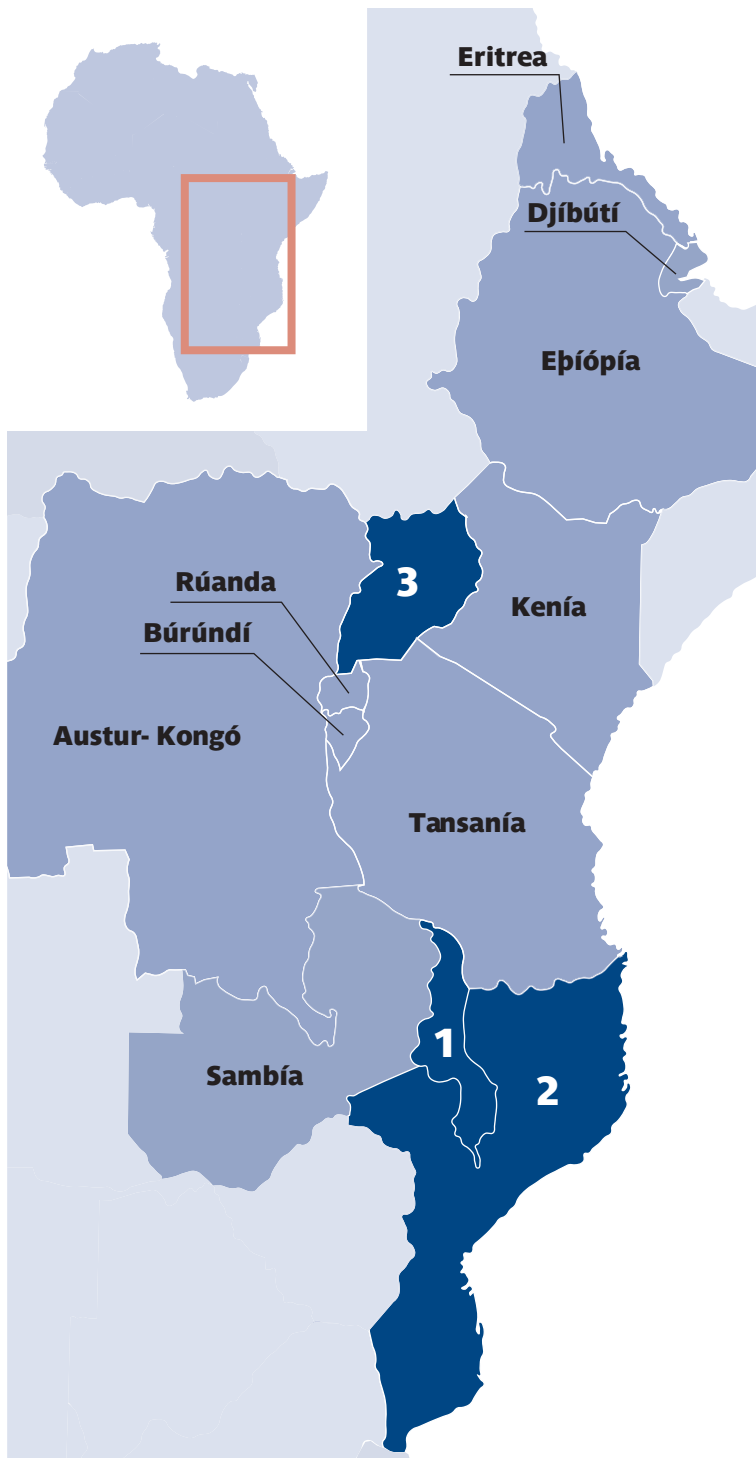 Eritrea
Djíbútí
Eþíópía
3
Rúanda
Kenía
Búrúndí
Austur- Kongó
Tansanía
1
Sambía
2